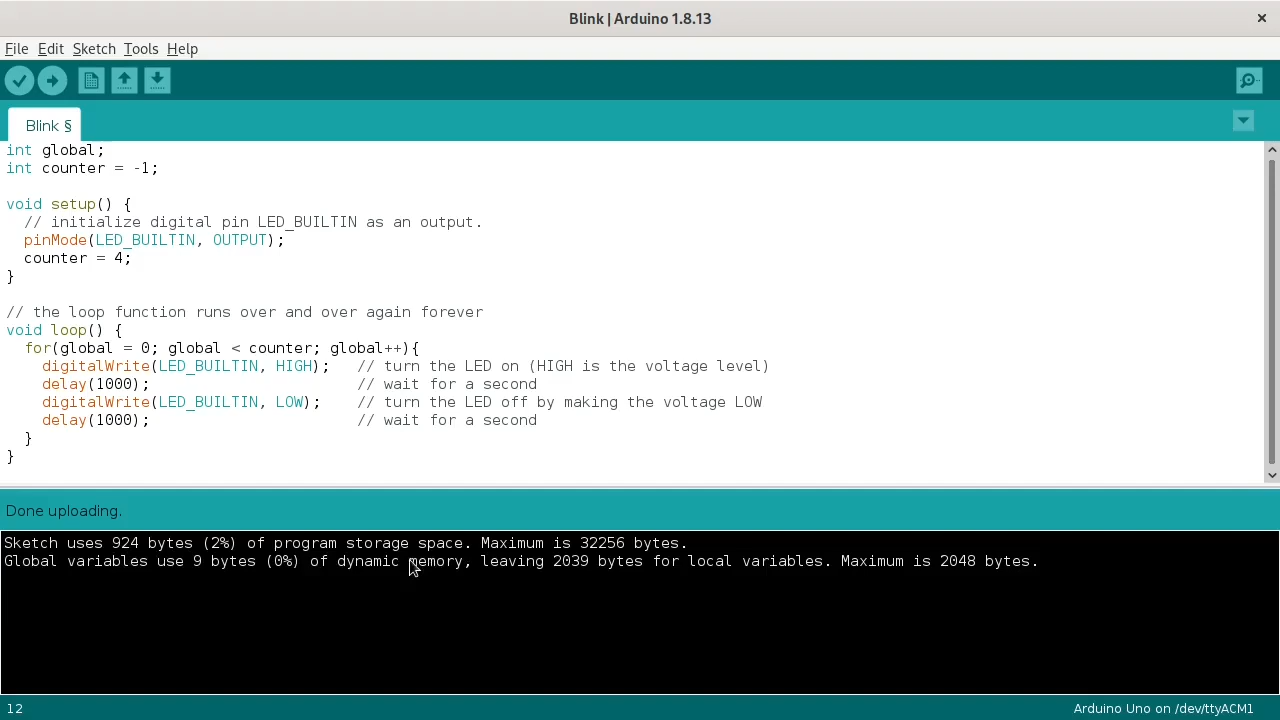 Blink | Arduino 1.8.13
File Edit Sketch Tools Help
Blink §
int global;
int counter = -1;
void setup() {
  // initialize digital pin LED_BUILTIN as an output.
  pinMode(LED_BUILTIN, OUTPUT);
  counter = 4;
}
// the loop function runs over and over again forever
void loop() {
  for(global = 0; global < counter; global++){
    digitalWrite(LED_BUILTIN, HIGH);   // turn the LED on (HIGH is the voltage level)
    delay(1000);                       // wait for a second
    digitalWrite(LED_BUILTIN, LOW);    // turn the LED off by making the voltage LOW
    delay(1000);                       // wait for a second
  }
}
Done uploading.
Sketch uses 924 bytes (2%) of program storage space. Maximum is 32256 bytes.
Global variables use 9 bytes (0%) of dynamic memory, leaving 2039 bytes for local variables. Maximum is 2048 bytes.
12 Arduino Uno on /dev/ttyACM1